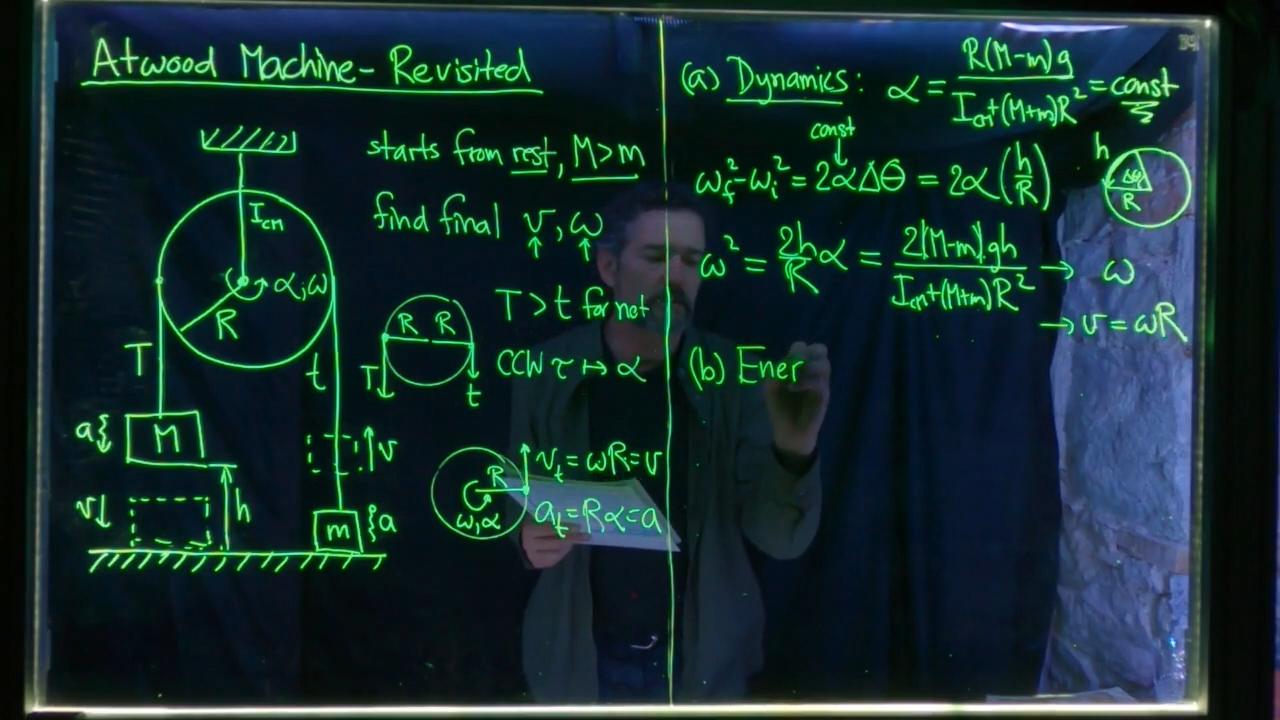 Atwood Machine - Revisited
starts from rest, M > m
find final v, ω
I_cm
α, ω
R
T
t
T > t for net
CCW τ ↦ α
R R
T
t
a
M
v
h
v
m
a
R
ω, α
v_t = ωR = v
a_t = Rα = a
(a) Dynamics: α = R(M-m)g / (I_cm + (M+m)R²) = const
const
ω_f² - ω_i² = 2αΔθ = 2α(h/R)
h
Δθ
R
ω² = 2h/R α = 2(M-m)gh / (I_cm + (M+m)R²) → ω
→ v = ωR
(b) Ener